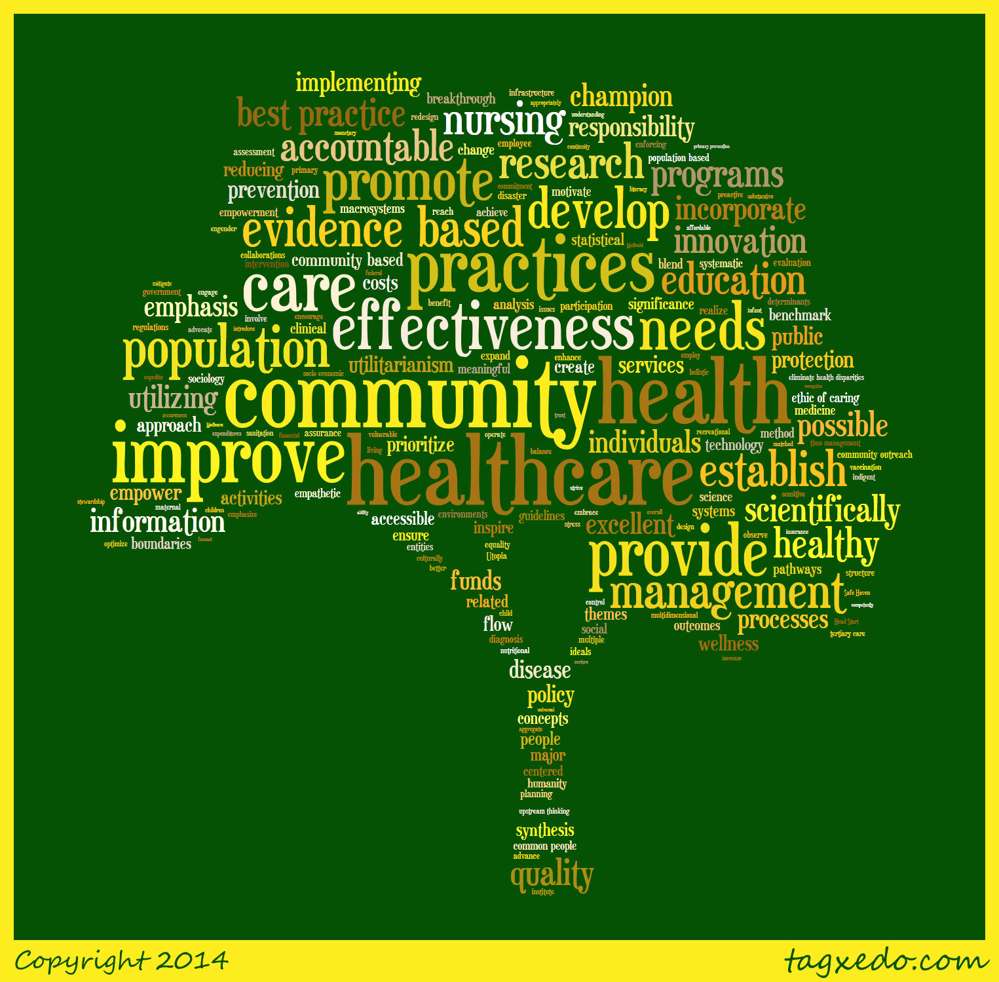 implementing
breakthrough
infrastructure
appropriately
champion
best practice
redesign
nursing
understanding
responsibility
monetary
accountable
change
employee
continuity
enforcing
primary prevention
assessment
research
population based
reducing
primary
promote
programs
prevention
commitment
disaster
motivate
literacy
proactive
substantive
empowerment
macrosystems
reach
achieve
develop
incorporate
engender
evidence based
affordable
innovation
statistical
Medicaid
collaborations
intervention
community based
practices
blend
systematic
evaluation
federal
costs
care
education
mitigate
government
engage
emphasis
benefit
analysis
issues
participation
significance
realize
infant
determinants
benchmark
involve
encourage
regulations
advocate
introduce
clinical
effectiveness
needs
public
population
utilitarianism
expand
meaningful
enhance
create
services
employ
holistic
protection
expedite
sociology
socio economic
eliminate health disparities
recognize
utilizing
community
health
ethic of caring
medicine
awareness
trust
approach
Medicare
expenditures
sanitation
financial
assurance
vulnerable
operate
recreational
method
possible
improve
living
prioritize
balance
individuals
technology
matched
time management
healthcare
establish
community outreach
vaccination
indigent
empower
activities
empathetic
strive
science
sensitive
stewardship
maternal
children
emphasize
ability
accessible
environments
guidelines
embrace
overall
systems
scientifically
information
inspire
stress
excellent
design
optimize
boundaries
focused
ensure
entities
equality
provide
observe
insurance
healthy
culturally
Utopia
better
pathways
structure
funds
management
Safe Haven
related
control
competently
child
themes
multidimensional
processes
flow
social
outcomes
Head Start
diagnosis
multiple
wellness
tertiary care
nutritional
ideals
increase
disease
nurture
policy
universal
concepts
aggregate
people
major
centered
humanity
planning
upstream thinking
synthesis
common people
advance
quality
institute
Copyright 2014
tagxedo.com